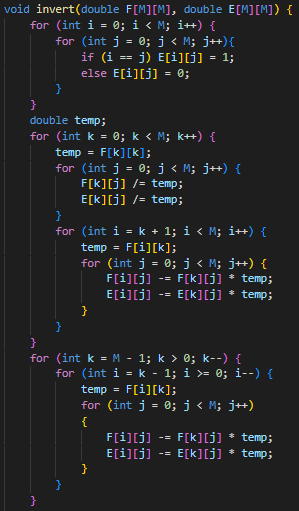 void invert(double F[M][M], double E[M][M]) {
    for (int i = 0; i < M; i++) {
        for (int j = 0; j < M; j++){
            if (i == j) E[i][j] = 1;
            else E[i][j] = 0;
        }
    }
    double temp;
    for (int k = 0; k < M; k++) {
        temp = F[k][k];
        for (int j = 0; j < M; j++) {
            F[k][j] /= temp;
            E[k][j] /= temp;
        }
        for (int i = k + 1; i < M; i++) {
            temp = F[i][k];
            for (int j = 0; j < M; j++) {
                F[i][j] -= F[k][j] * temp;
                E[i][j] -= E[k][j] * temp;
            }
        }
    }
    for (int k = M - 1; k > 0; k--) {
        for (int i = k - 1; i >= 0; i--) {
            temp = F[i][k];
            for (int j = 0; j < M; j++)
            {
                F[i][j] -= F[k][j] * temp;
                E[i][j] -= E[k][j] * temp;
            }
        }
    }